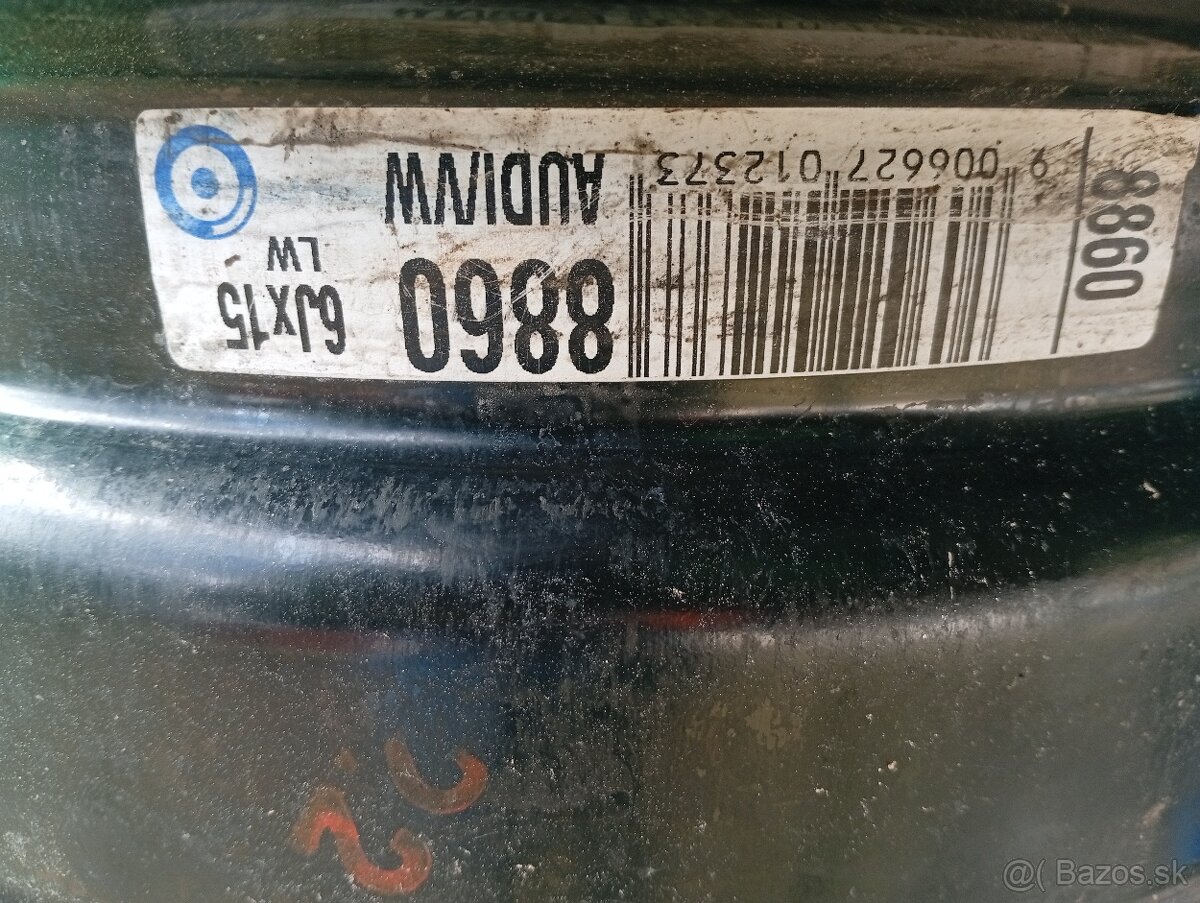 8860
9 006627 012373
8860
AUDI/VW
6Jx15
LW
@( Bazos.sk